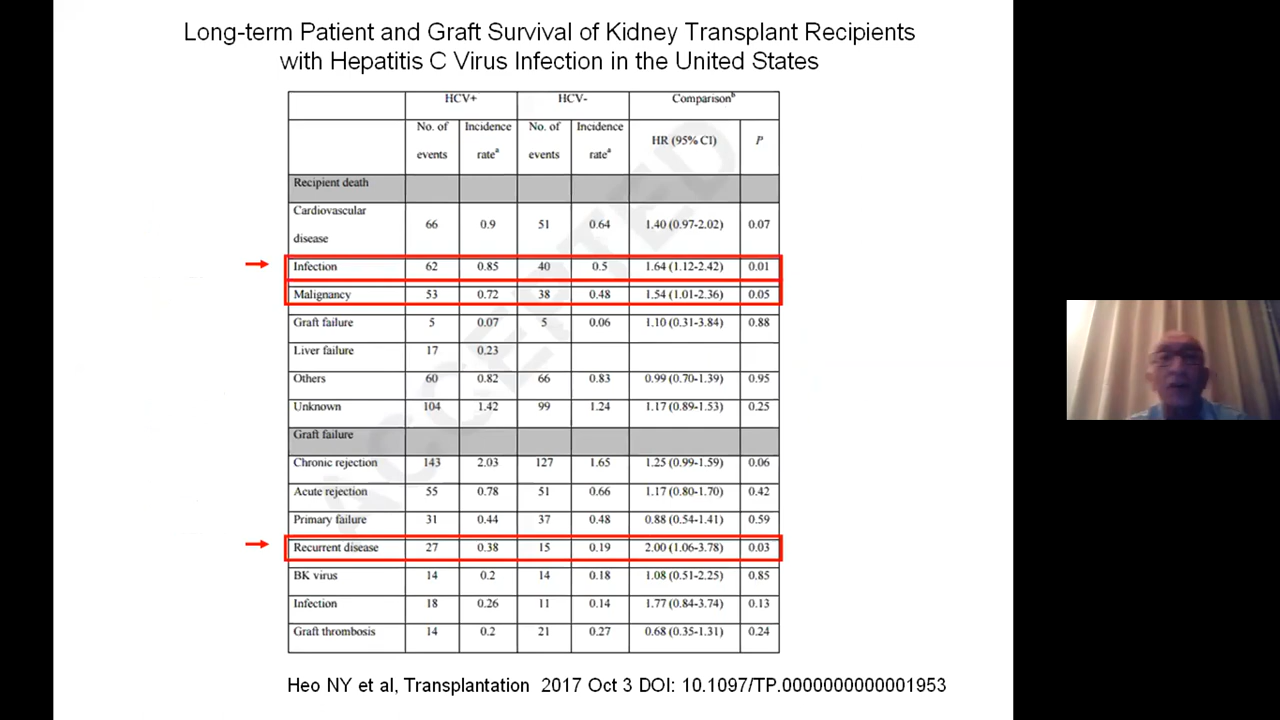 Long-term Patient and Graft Survival of Kidney Transplant Recipients
with Hepatitis C Virus Infection in the United States
HCV+ HCV- Comparisonᵇ
No. of events Incidence rateᵃ No. of events Incidence rateᵃ HR (95% CI) P
Recipient death
Cardiovascular disease 66 0.9 51 0.64 1.40 (0.97-2.02) 0.07
Infection 62 0.85 40 0.5 1.64 (1.12-2.42) 0.01
Malignancy 53 0.72 38 0.48 1.54 (1.01-2.36) 0.05
Graft failure 5 0.07 5 0.06 1.10 (0.31-3.84) 0.88
Liver failure 17 0.23
Others 60 0.82 66 0.83 0.99 (0.70-1.39) 0.95
Unknown 104 1.42 99 1.24 1.17 (0.89-1.53) 0.25
Graft failure
Chronic rejection 143 2.03 127 1.65 1.25 (0.99-1.59) 0.06
Acute rejection 55 0.78 51 0.66 1.17 (0.80-1.70) 0.42
Primary failure 31 0.44 37 0.48 0.88 (0.54-1.41) 0.59
Recurrent disease 27 0.38 15 0.19 2.00 (1.06-3.78) 0.03
BK virus 14 0.2 14 0.18 1.08 (0.51-2.25) 0.85
Infection 18 0.26 11 0.14 1.77 (0.84-3.74) 0.13
Graft thrombosis 14 0.2 21 0.27 0.68 (0.35-1.31) 0.24
ACCEPTED
Heo NY et al, Transplantation 2017 Oct 3 DOI: 10.1097/TP.0000000000001953